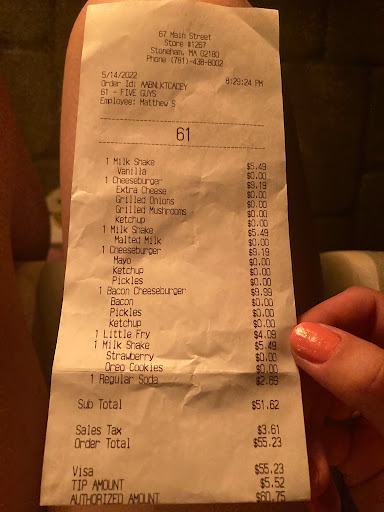 67 Main Street
Store #1267
Stoneham, MA 02180
Phone (781)-438-8002
5/14/2022 8:29:24 PM
Order Id: AABNLXTCADEY
61 - FIVE GUYS
Employee: Matthew S
61
1 Milk Shake $5.49
Vanilla $0.00
1 Cheeseburger $9.19
Extra Cheese $0.00
Grilled Onions $0.00
Grilled Mushrooms $0.00
Ketchup $0.00
1 Milk Shake $5.49
Malted Milk $0.00
1 Cheeseburger $9.19
Mayo $0.00
Ketchup $0.00
Pickles $0.00
1 Bacon Cheeseburger $9.99
Bacon $0.00
Pickles $0.00
Ketchup $0.00
1 Little Fry $4.09
1 Milk Shake $5.49
Strawberry $0.00
Oreo Cookies $0.00
1 Regular Soda $2.69
Sub Total $51.62
Sales Tax $3.61
Order Total $55.23
Visa $55.23
TIP AMOUNT $5.52
AUTHORIZED AMOUNT $60.75